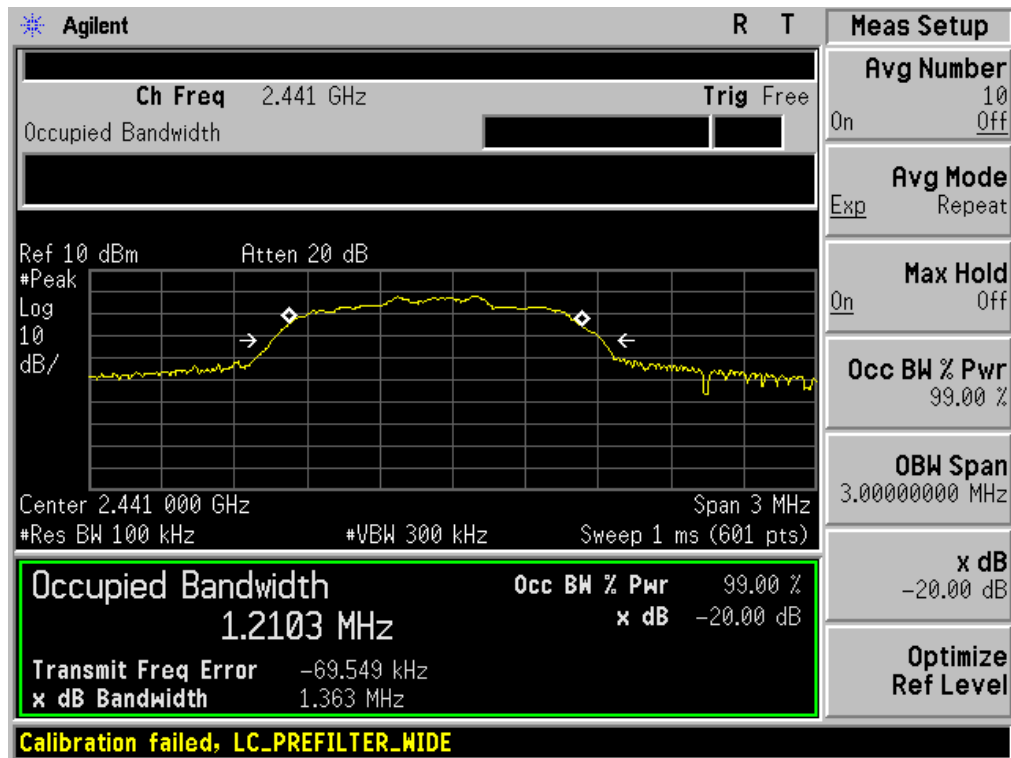 Agilent R T
Ch Freq 2.441 GHz Trig Free
Occupied Bandwidth
Ref 10 dBm Atten 20 dB
#Peak
Log
10
dB/
Center 2.441 000 GHz Span 3 MHz
#Res BW 100 kHz #VBW 300 kHz Sweep 1 ms (601 pts)
Occupied Bandwidth Occ BW % Pwr 99.00 %
1.2103 MHz x dB -20.00 dB
Transmit Freq Error -69.549 kHz
x dB Bandwidth 1.363 MHz
Calibration failed, LC_PREFILTER_WIDE
Meas Setup
Avg Number
10
On Off
Avg Mode
Exp Repeat
Max Hold
On Off
Occ BW % Pwr
99.00 %
OBW Span
3.00000000 MHz
x dB
-20.00 dB
Optimize
Ref Level